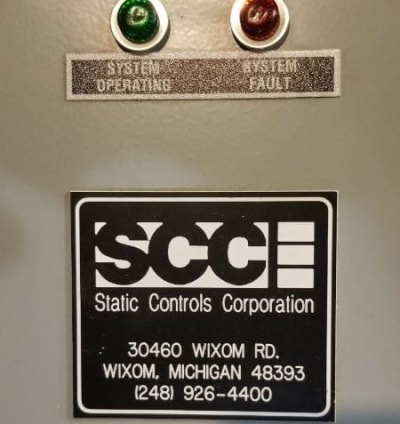 SYSTEM OPERATING
SYSTEM FAULT
SCC
Static Controls Corporation
30460 WIXOM RD.
WIXOM, MICHIGAN 48393
(248) 926-4400